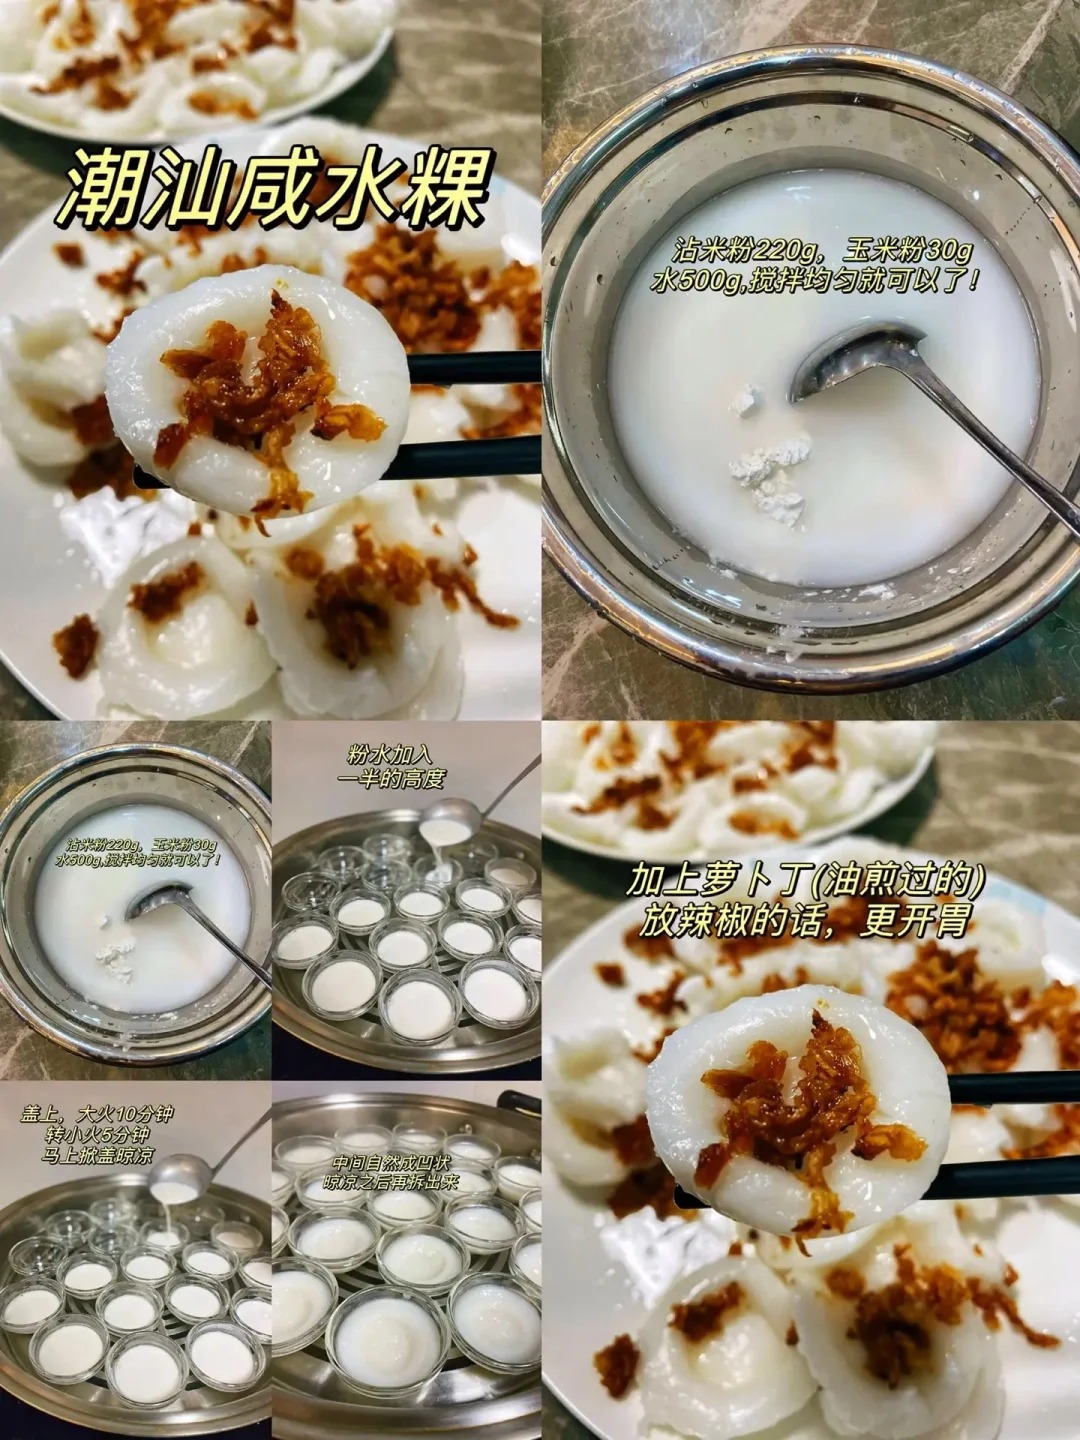 潮汕咸水粿
沾米粉220g，玉米粉30g
水500g,搅拌均匀就可以了！
沾米粉220g，玉米粉30g
水500g,搅拌均匀就可以了！
粉水加入
一半的高度
加上萝卜丁(油煎过的)
放辣椒的话，更开胃
盖上，大火10分钟
转小火5分钟
马上掀盖晾凉
中间自然成凹状
晾凉之后再拆出来